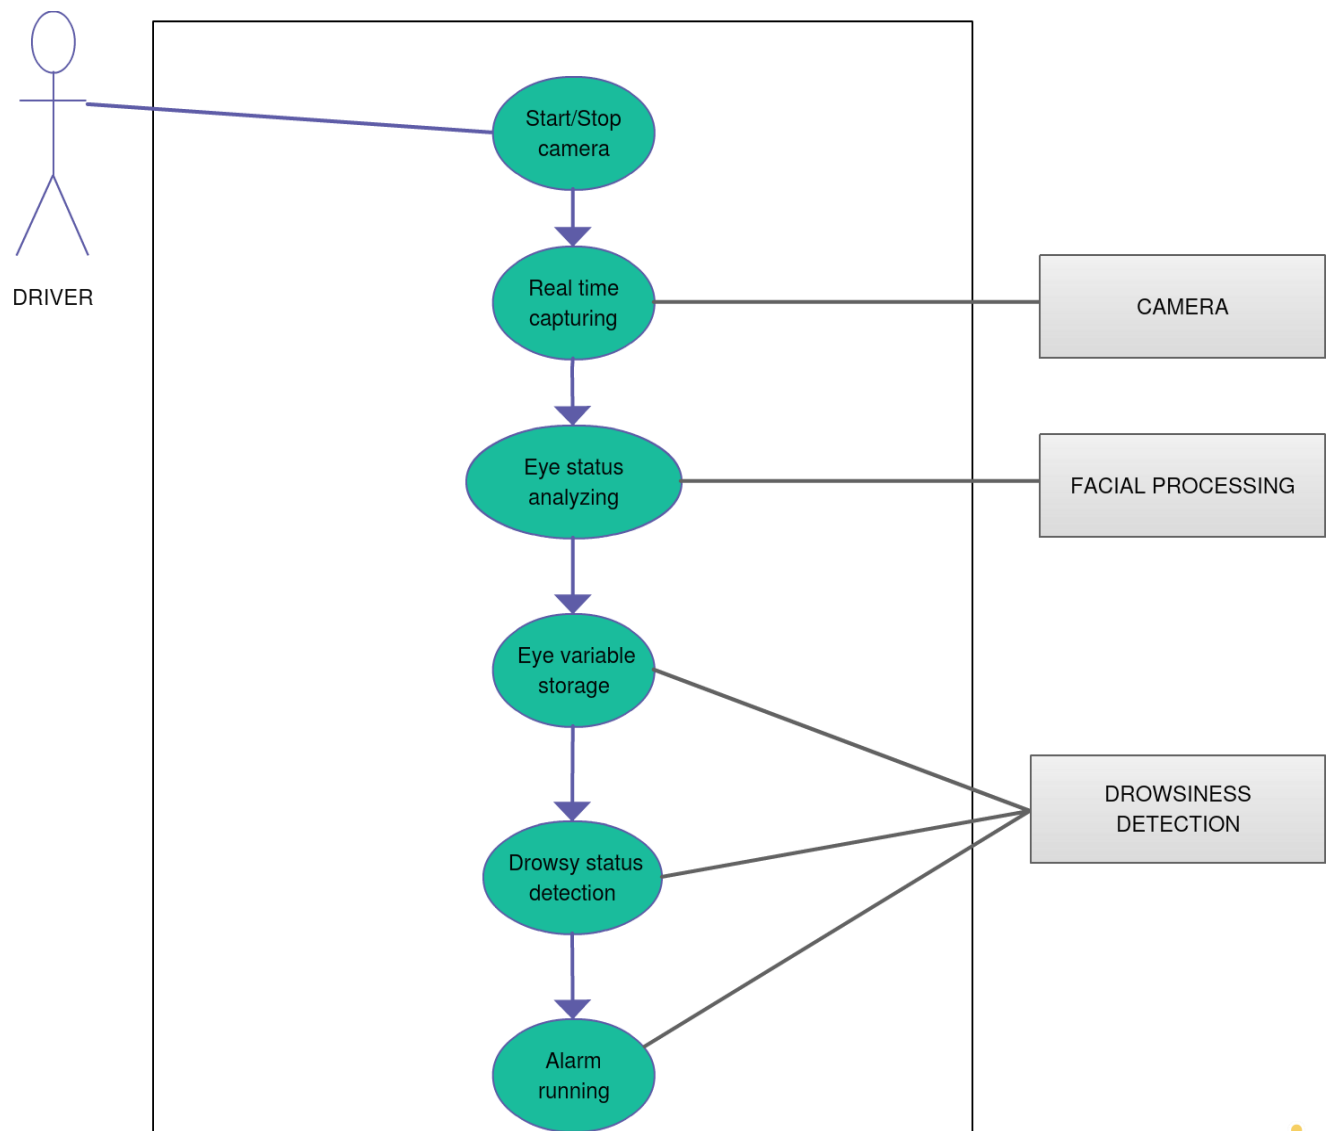 Start/Stop
camera
Real time
capturing
DRIVER
CAMERA
Eye status
analyzing
FACIAL PROCESSING
Eye variable
storage
DROWSINESS
DETECTION
Drowsy status
detection
Alarm
running